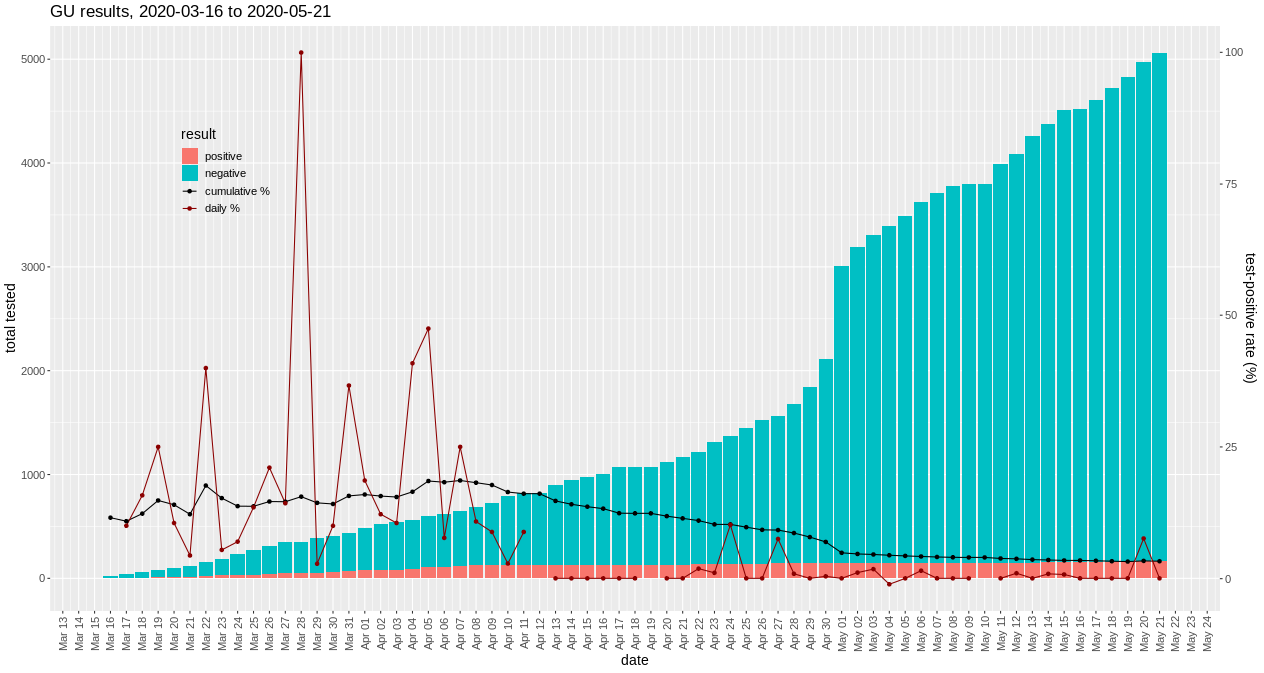 GU results, 2020-03-16 to 2020-05-21
total tested
5000
4000
3000
2000
1000
0
result
positive
negative
cumulative %
daily %
100
75
50
25
0
test-positive rate (%)
Mar 13
Mar 14
Mar 15
Mar 16
Mar 17
Mar 18
Mar 19
Mar 20
Mar 21
Mar 22
Mar 23
Mar 24
Mar 25
Mar 26
Mar 27
Mar 28
Mar 29
Mar 30
Mar 31
Apr 01
Apr 02
Apr 03
Apr 04
Apr 05
Apr 06
Apr 07
Apr 08
Apr 09
Apr 10
Apr 11
Apr 12
Apr 13
Apr 14
Apr 15
Apr 16
Apr 17
Apr 18
Apr 19
Apr 20
Apr 21
Apr 22
Apr 23
Apr 24
Apr 25
Apr 26
Apr 27
Apr 28
Apr 29
Apr 30
May 01
May 02
May 03
May 04
May 05
May 06
May 07
May 08
May 09
May 10
May 11
May 12
May 13
May 14
May 15
May 16
May 17
May 18
May 19
May 20
May 21
May 22
May 23
May 24
date